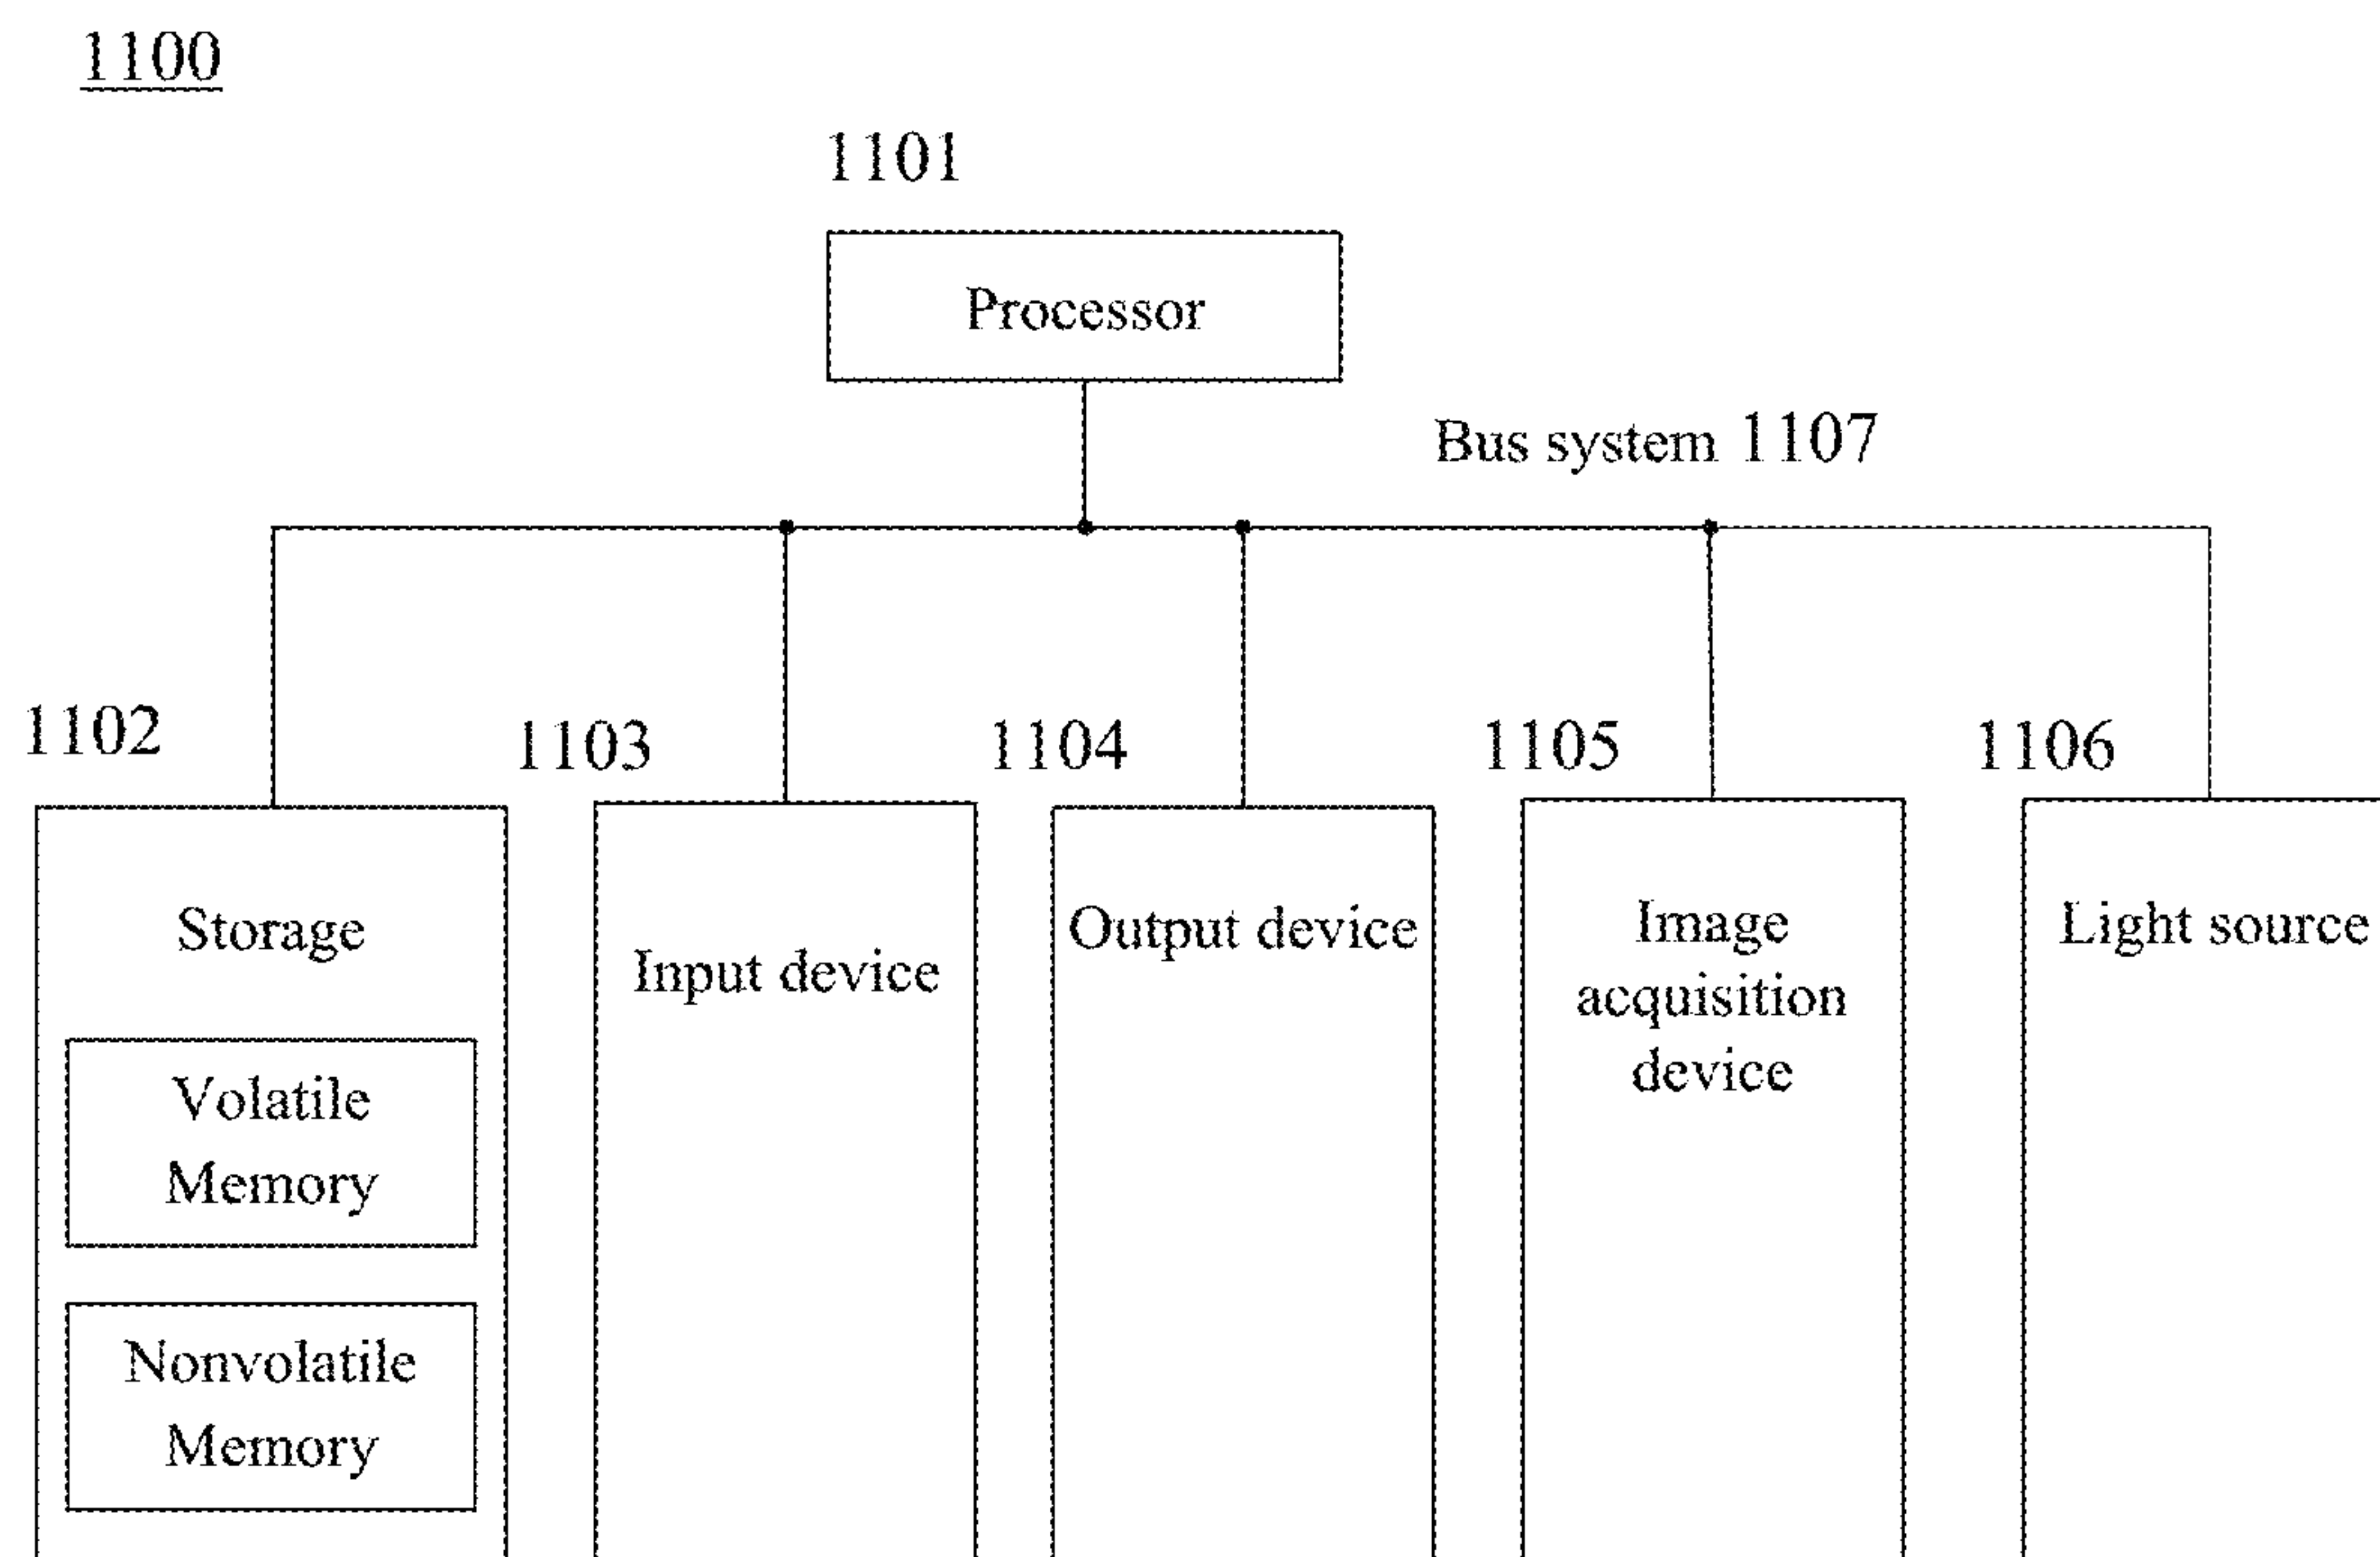 1100
1101
Processor
Bus system 1107
1102
1103
1104
1105
1106
Storage
Volatile
Memory
Nonvolatile
Memory
Input device
Output device
Image
acquisition
device
Light source